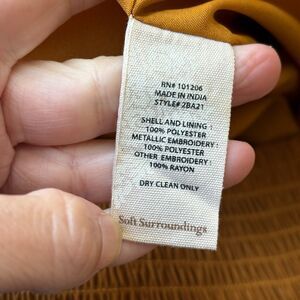 RN# 101206
MADE IN INDIA
STYLE# 2BA21
SHELL AND LINING :
100% POLYESTER
METALLIC EMBROIDERY :
100% POLYESTER
OTHER EMBROIDERY :
100% RAYON
DRY CLEAN ONLY
Soft Surroundings